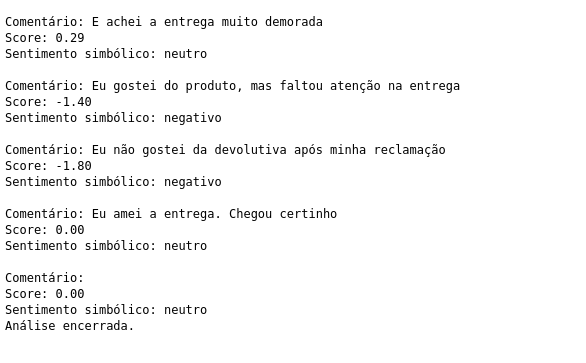 Comentário: E achei a entrega muito demorada
Score: 0.29
Sentimento simbólico: neutro
Comentário: Eu gostei do produto, mas faltou atenção na entrega
Score: -1.40
Sentimento simbólico: negativo
Comentário: Eu não gostei da devolutiva após minha reclamação
Score: -1.80
Sentimento simbólico: negativo
Comentário: Eu amei a entrega. Chegou certinho
Score: 0.00
Sentimento simbólico: neutro
Comentário:
Score: 0.00
Sentimento simbólico: neutro
Análise encerrada.